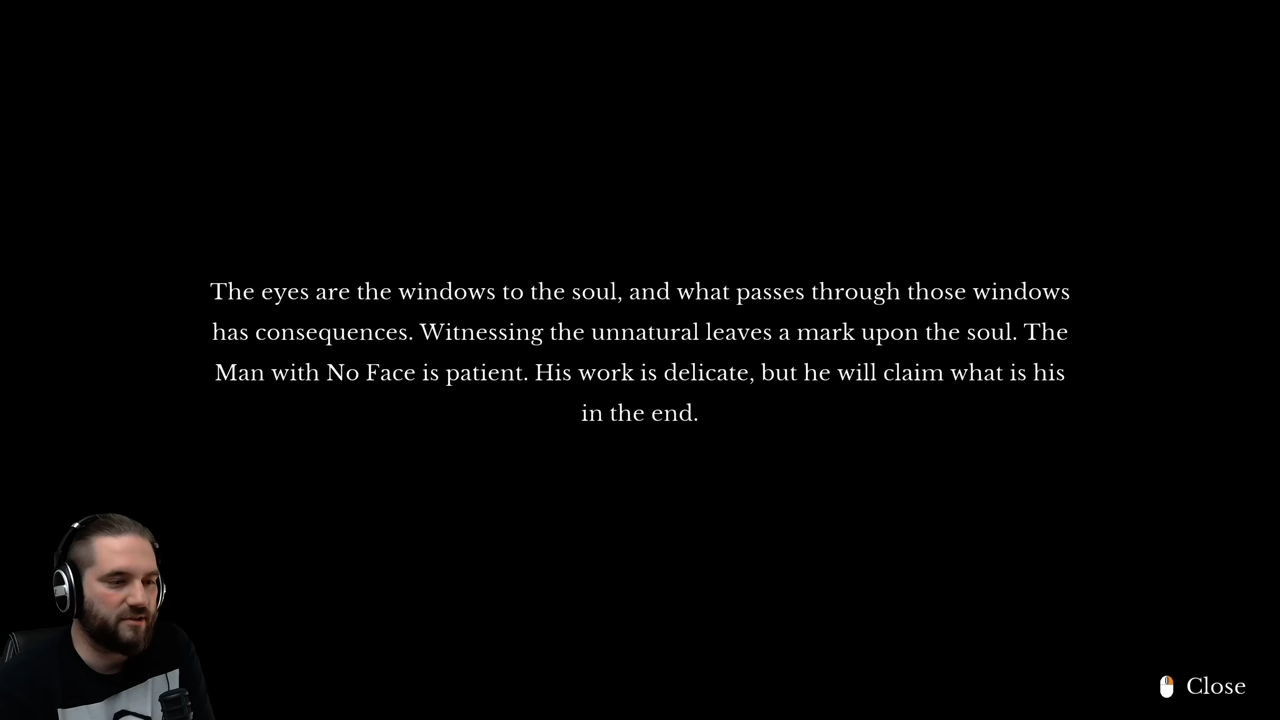 The eyes are the windows to the soul, and what passes through those windows
has consequences. Witnessing the unnatural leaves a mark upon the soul. The
Man with No Face is patient. His work is delicate, but he will claim what is his
in the end.
Close